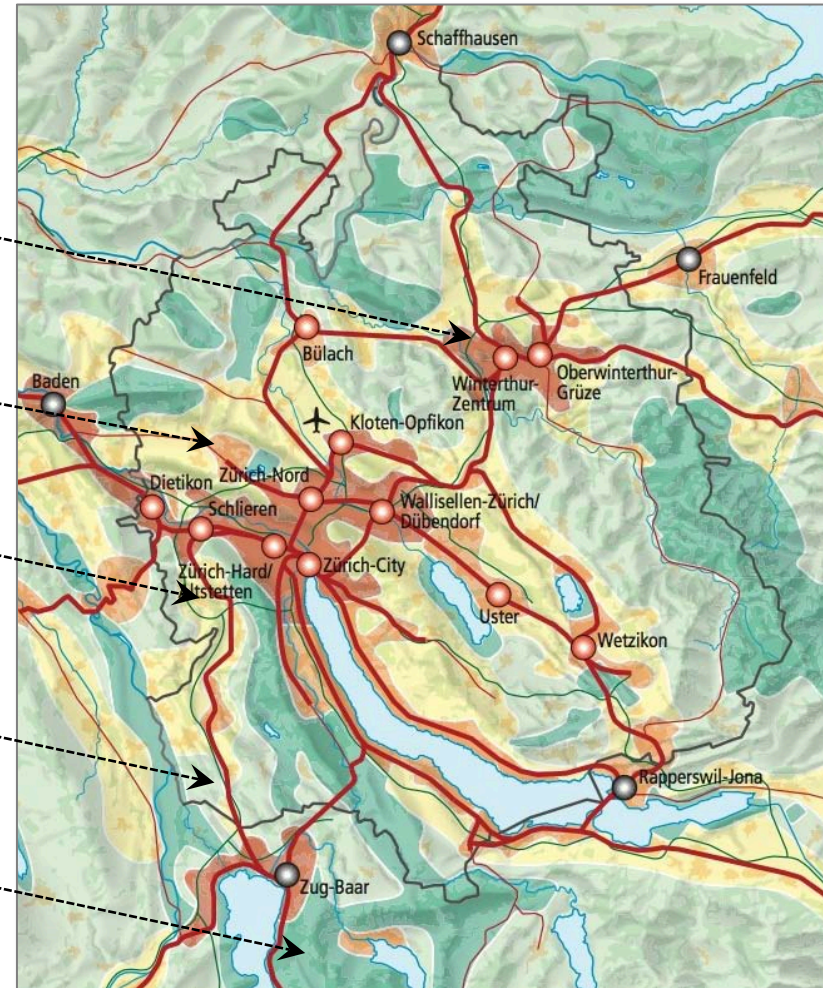 Schaffhausen
Frauenfeld
Bülach
Winterthur-
Zentrum
Oberwinterthur-
Grüze
Baden
Kloten-Opfikon
Zürich-Nord
Dietikon
Schlieren
Wallisellen-Zürich/
Dübendorf
Zürich-Hard/
Altstetten
Zürich-City
Uster
Wetzikon
Rapperswil-Jona
Zug-Baar